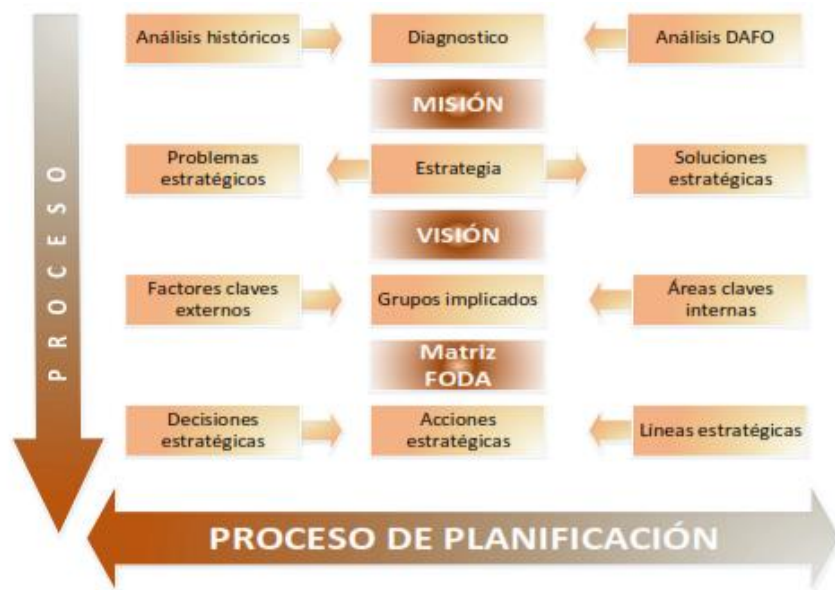 Análisis históricos
Diagnostico
Análisis DAFO
MISIÓN
Problemas
estratégicos
Estrategia
Soluciones
estratégicas
VISIÓN
Factores claves
externos
Grupos implicados
Áreas claves
internas
Matriz
FODA
Decisiones
estratégicas
Acciones
estratégicas
Líneas estratégicas
PROCESO
PROCESO DE PLANIFICACIÓN